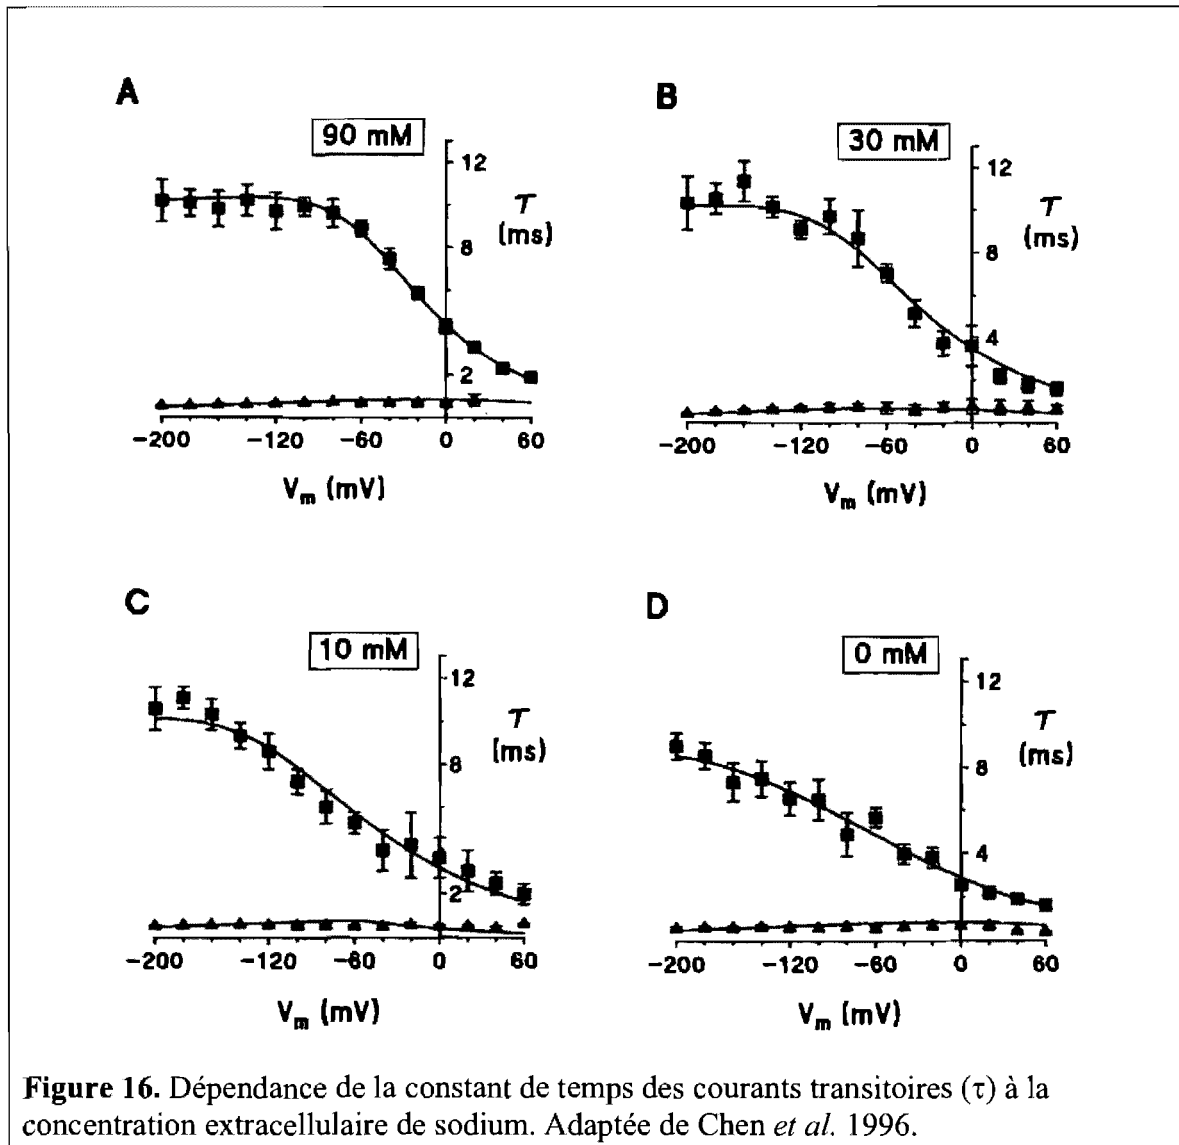 A
90 mM
12
τ
(ms)
8
4
2
-200
-120
-60
0
60
Vm (mV)
B
30 mM
12
τ
(ms)
8
4
-200
-120
-60
0
60
Vm (mV)
C
10 mM
12
τ
(ms)
8
2
-200
-120
-60
0
60
Vm (mV)
D
0 mM
12
τ
(ms)
8
4
-200
-120
-60
0
60
Vm (mV)
Figure 16. Dépendance de la constant de temps des courants transitoires (τ) à la
concentration extracellulaire de sodium. Adaptée de Chen et al. 1996.